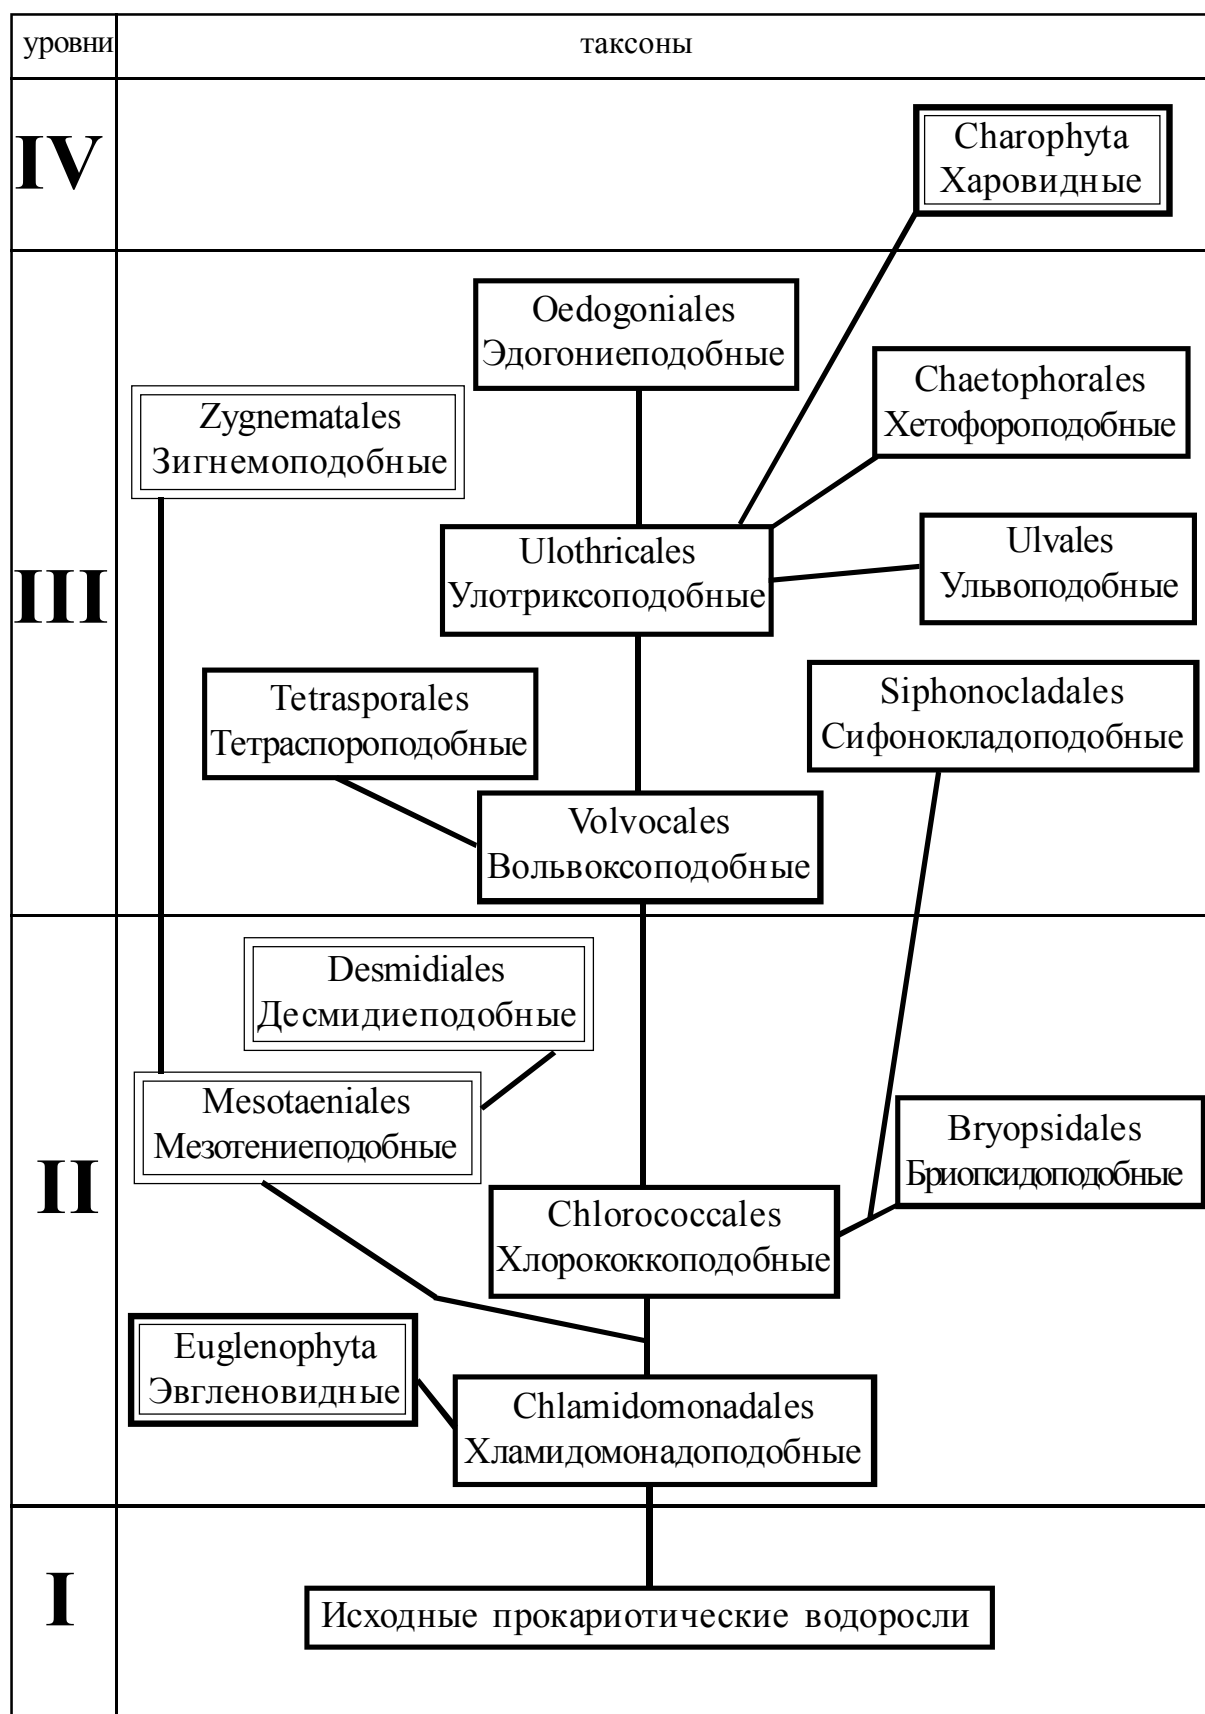 уровни
таксоны
IV
Charophyta
Харовидные
III
Oedogoniales
Эдогониеподобные
Chaetophorales
Хетофороподобные
Zygnematales
Зигнемоподобные
Ulothricales
Улотриксоподобные
Ulvales
Ульвоподобные
Tetrasporales
Тетраспороподобные
Siphonocladales
Сифонокладоподобные
Volvocales
Вольвоксоподобные
II
Desmidiales
Десмидиеподобные
Mesotaeniales
Мезотениеподобные
Bryopsidales
Бриопсидоподобные
Chlorococcales
Хлорококкоподобные
Euglenophyta
Эвгленовидные
Chlamidomonadales
Хламидомонадоподобные
I
Исходные прокариотические водоросли